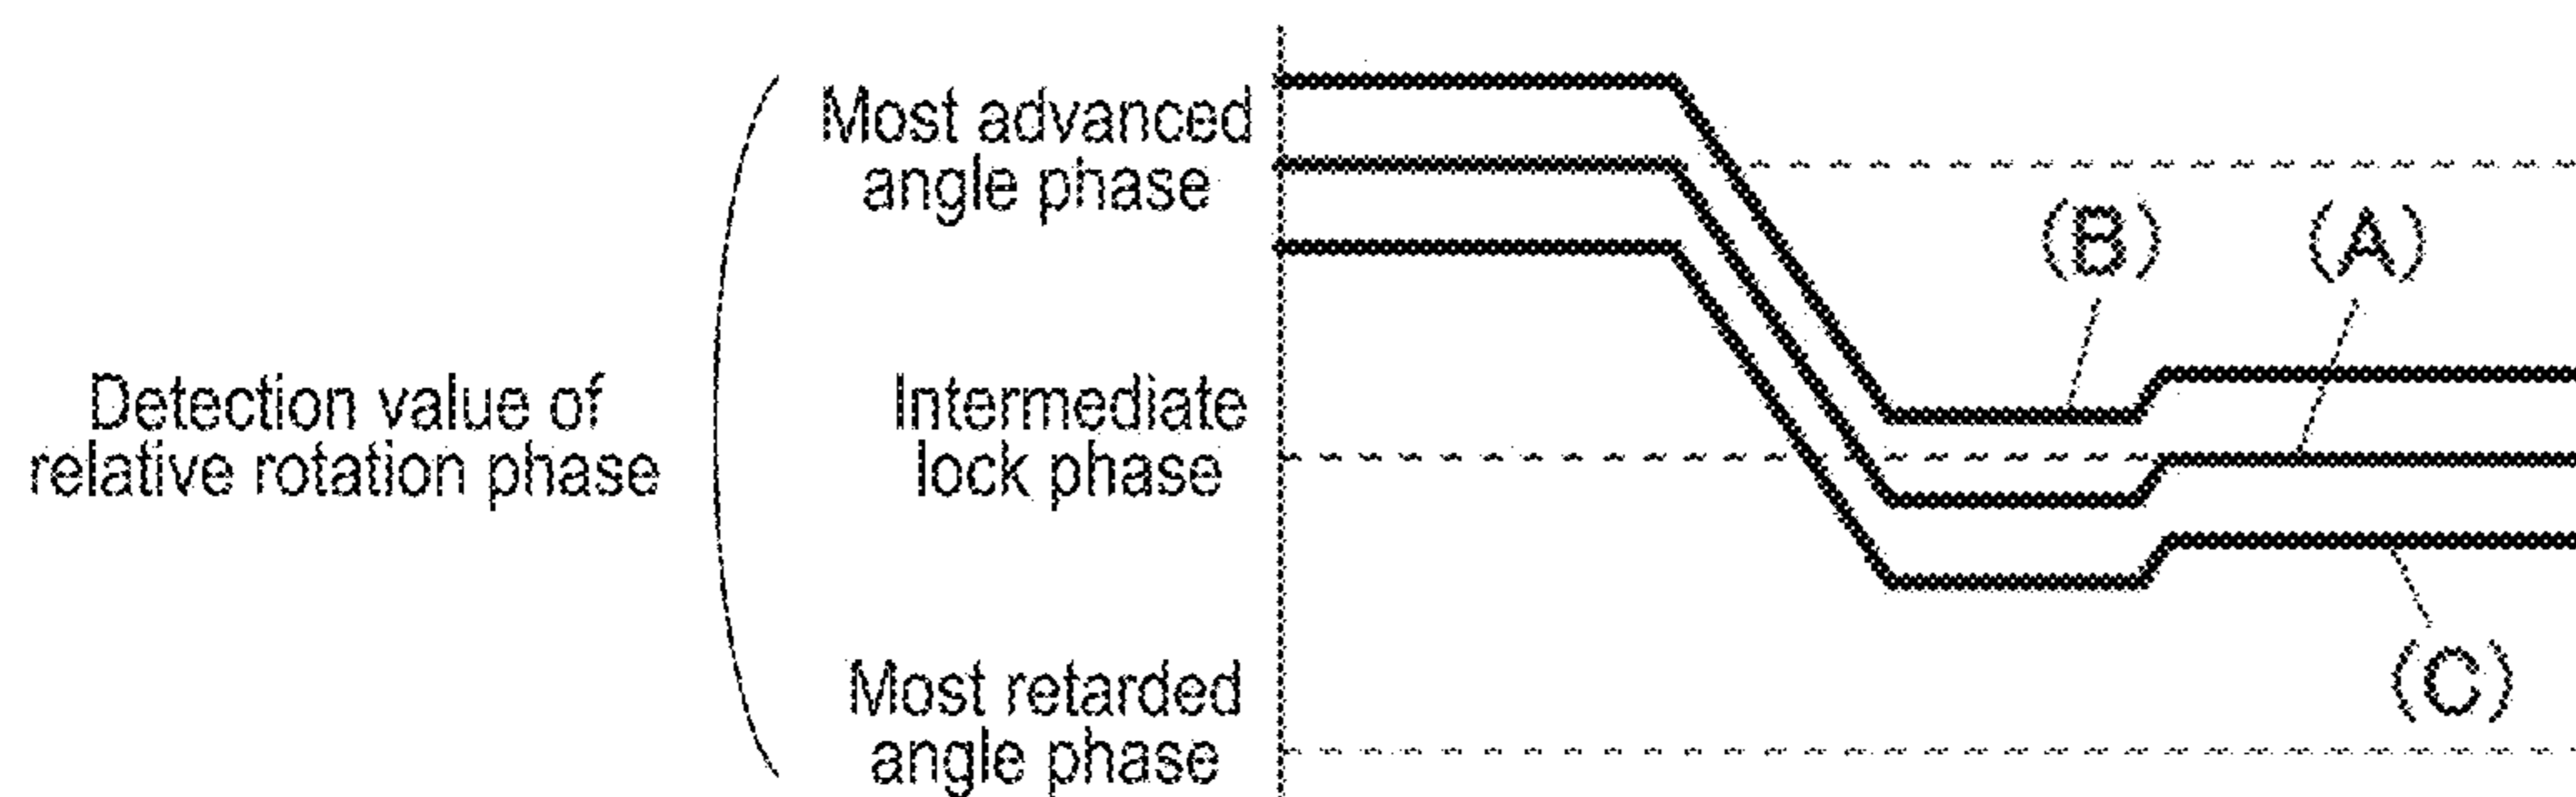 Most advanced
angle phase
(B)
(A)
Detection value of
relative rotation phase
Intermediate
lock phase
(C)
Most retarded
angle phase